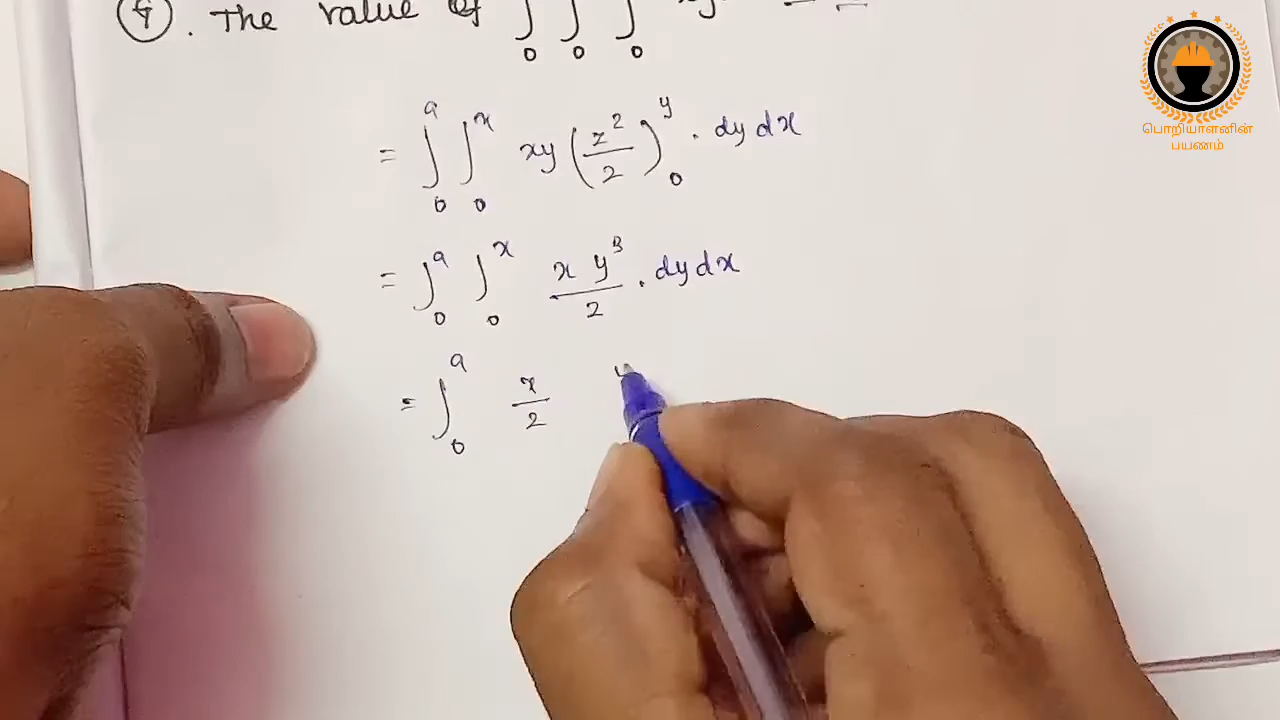 ④. The value of ∫₀ ∫₀ ∫₀
= ∫₀ᵃ ∫₀ˣ xy (z²/2)₀ʸ . dy dx
= ∫₀ᵃ ∫₀ˣ x y³/2 . dy dx
= ∫₀ᵃ x/2
பொறியாளனின்
பயணம்